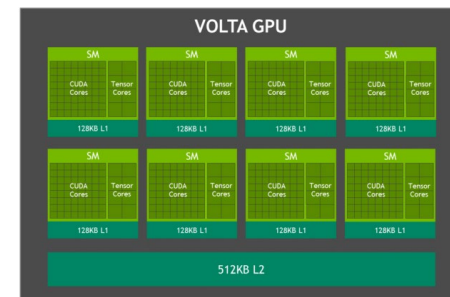 VOLTA GPU
SM SM SM SM
CUDA Cores Tensor Cores CUDA Cores Tensor Cores CUDA Cores Tensor Cores CUDA Cores Tensor Cores
128KB L1 128KB L1 128KB L1 128KB L1
SM SM SM SM
CUDA Cores Tensor Cores CUDA Cores Tensor Cores CUDA Cores Tensor Cores CUDA Cores Tensor Cores
128KB L1 128KB L1 128KB L1 128KB L1
512KB L2